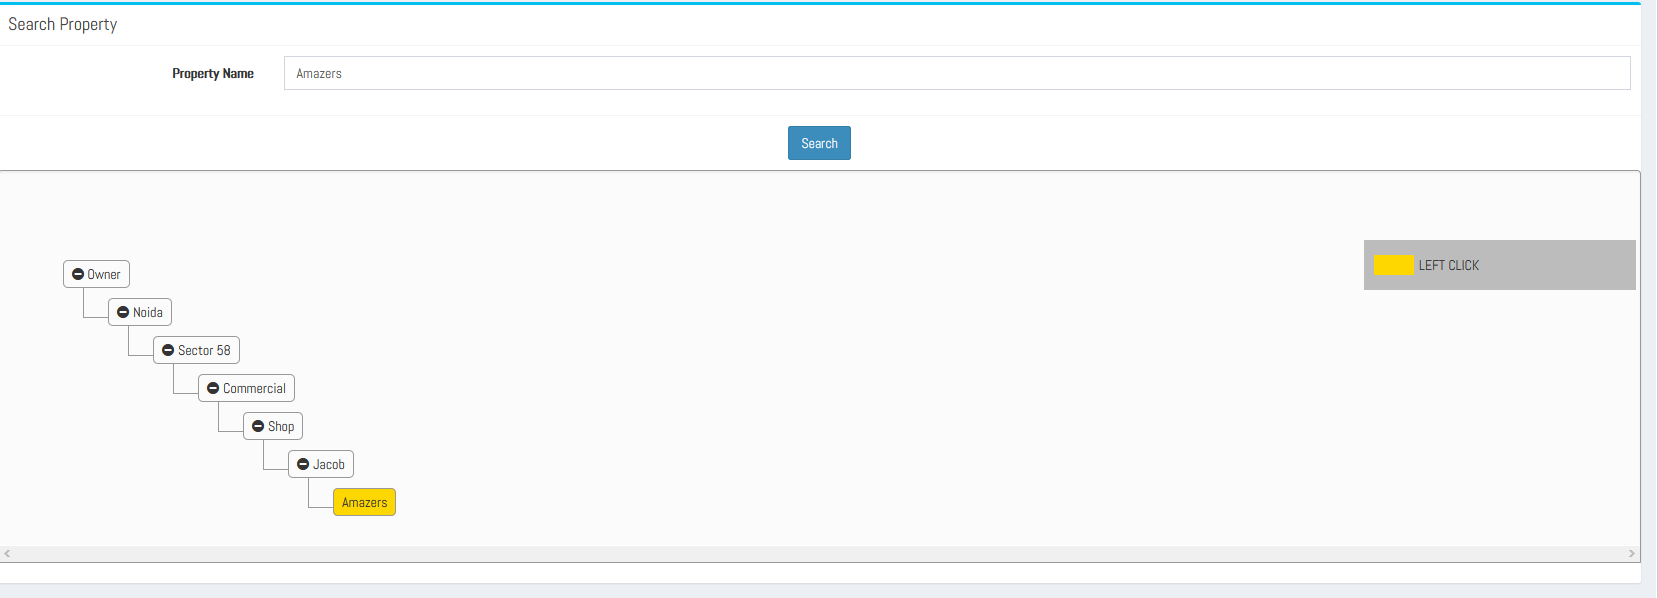 Search Property
Property Name
Amazers
Search
LEFT CLICK
Owner
Noida
Sector 58
Commercial
Shop
Jacob
Amazers